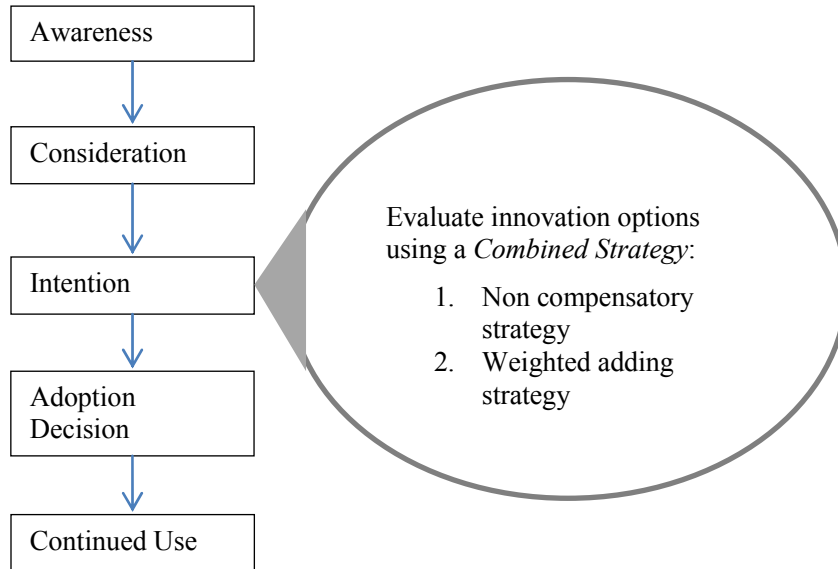 Awareness
Consideration
Intention
Adoption
Decision
Continued Use
Evaluate innovation options
using a Combined Strategy:
1. Non compensatory
strategy
2. Weighted adding
strategy